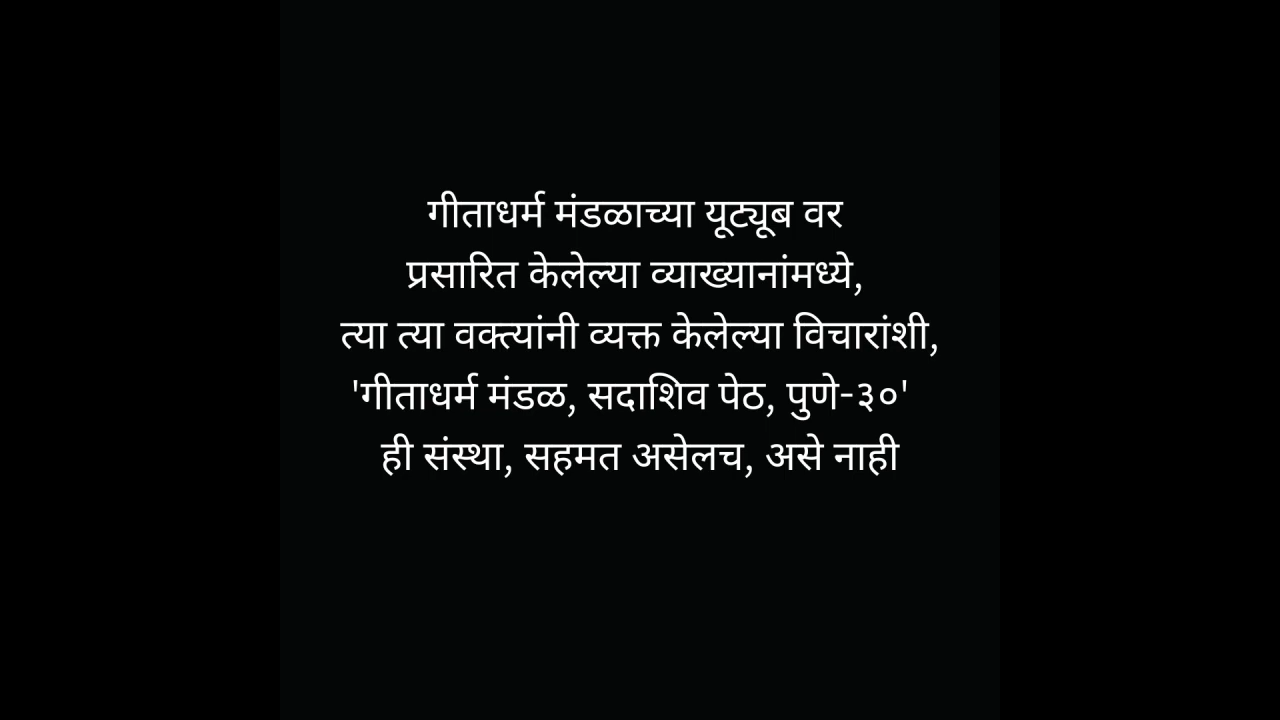 गीताधर्म मंडळाच्या यूट्यूब वर
प्रसारित केलेल्या व्याख्यानांमध्ये,
त्या त्या वक्त्यांनी व्यक्त केलेल्या विचारांशी,
'गीताधर्म मंडळ, सदाशिव पेठ, पुणे-३०'
ही संस्था, सहमत असेलच, असे नाही